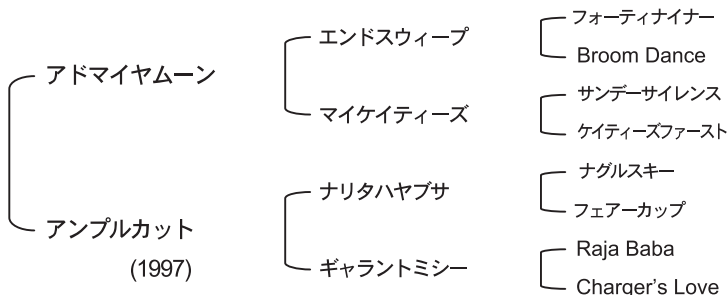 アドマイヤムーン
アンプルカット
(1997)
エンドスウィープ
マイケイティーズ
ナリタハヤブサ
ギャラントミシー
フォーティナイナー
Broom Dance
サンデーサイレンス
ケイティーズファースト
ナグルスキー
フェアーカップ
Raja Baba
Charger's Love